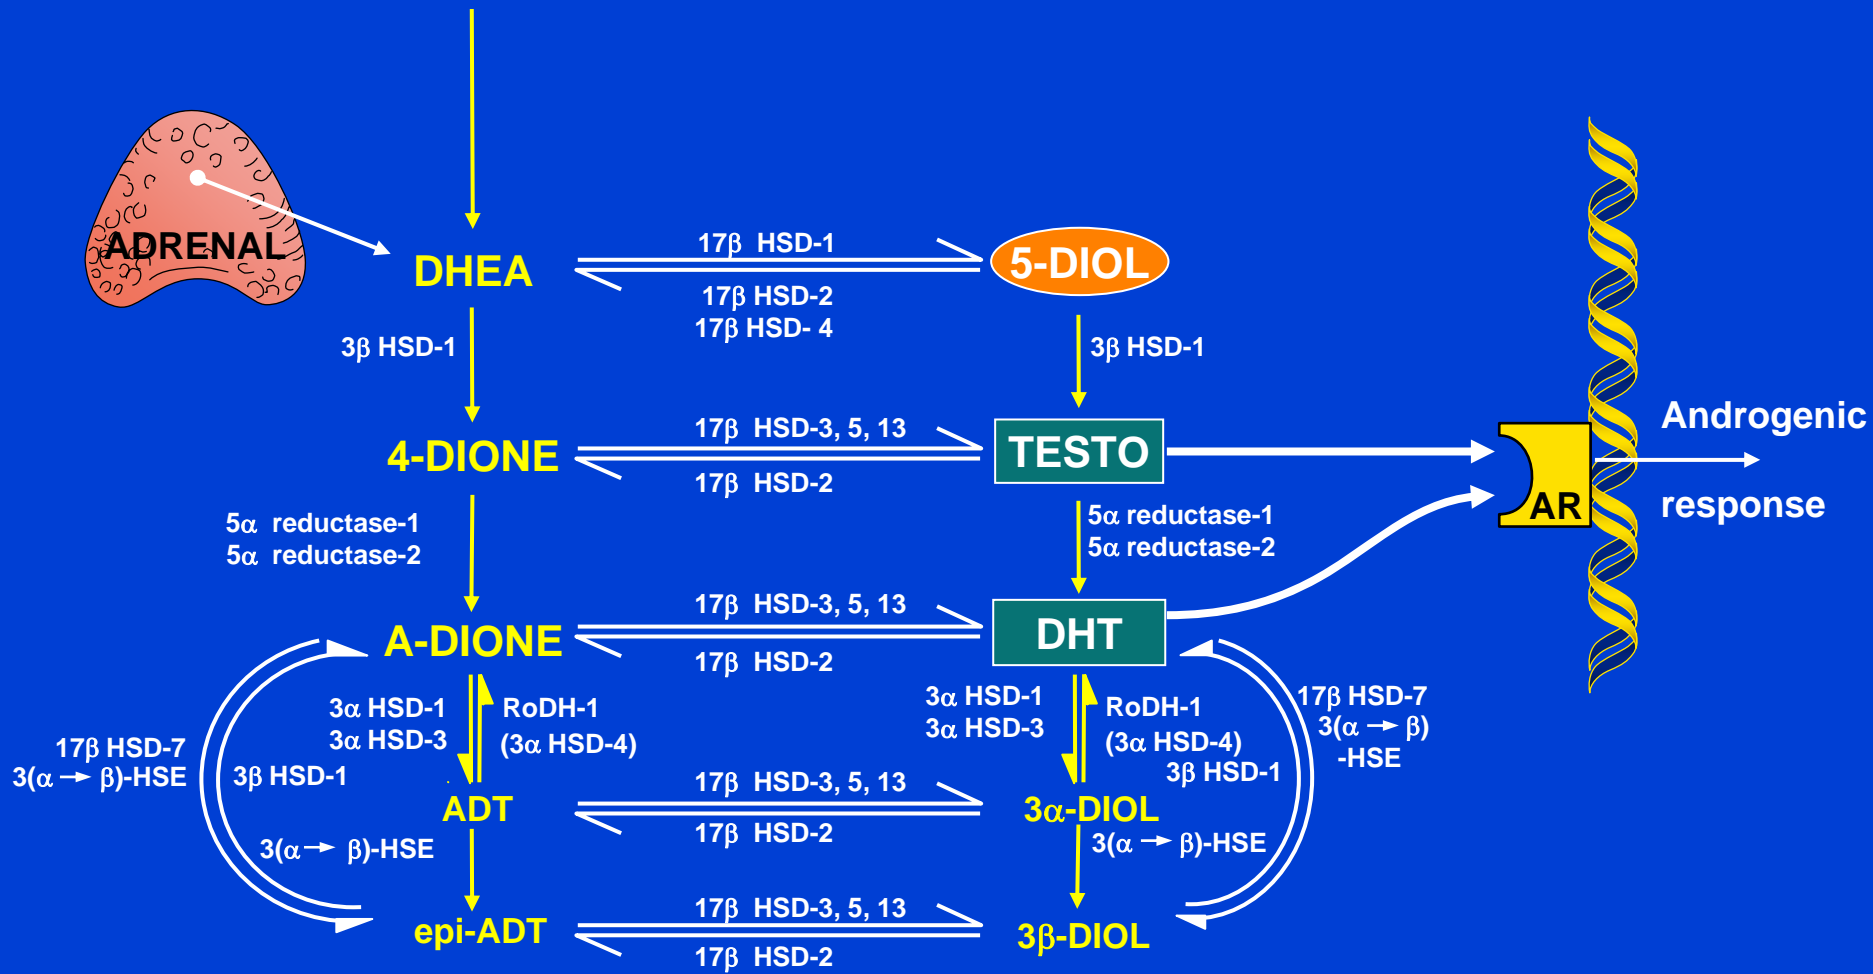 ADRENAL
DHEA
17β HSD-1
17β HSD-2
17β HSD- 4
5-DIOL
3β HSD-1
3β HSD-1
4-DIONE
17β HSD-3, 5, 13
17β HSD-2
TESTO
AR
Androgenic
response
5α reductase-1
5α reductase-2
5α reductase-1
5α reductase-2
A-DIONE
17β HSD-3, 5, 13
17β HSD-2
DHT
17β HSD-7
3(α → β)-HSE
3β HSD-1
3α HSD-1
3α HSD-3
RoDH-1
(3α HSD-4)
3α HSD-1
3α HSD-3
RoDH-1
(3α HSD-4)
3β HSD-1
17β HSD-7
3(α → β)
-HSE
ADT
17β HSD-3, 5, 13
17β HSD-2
3α-DIOL
3(α → β)-HSE
3(α → β)-HSE
epi-ADT
17β HSD-3, 5, 13
17β HSD-2
3β-DIOL